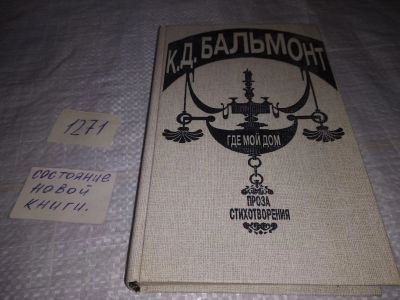 К.Д. БАЛЬМОНТ
ГДЕ МОЙ ДОМ
ПРОЗА
СТИХОТВОРЕНИЯ
1271
состояние
новой
книги.